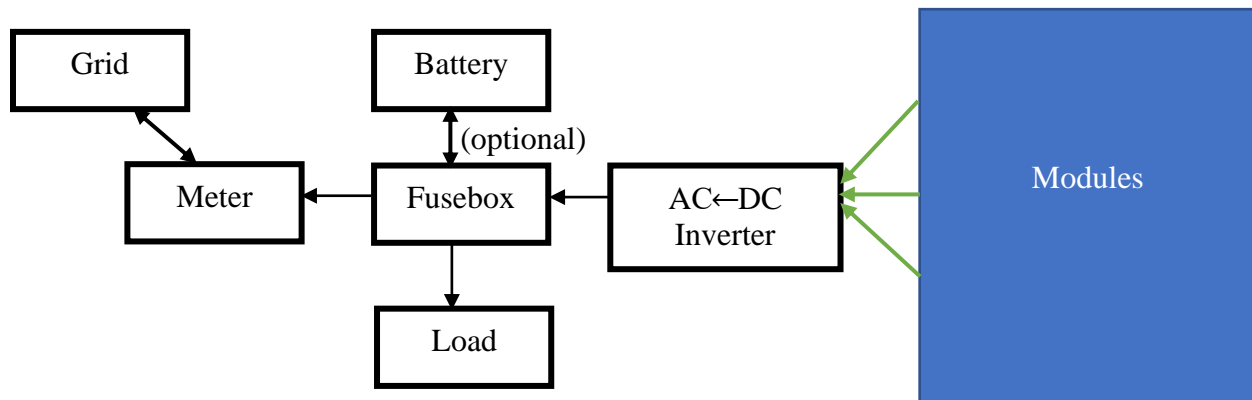 Grid
Battery
(optional)
Meter
Fusebox
AC←DC
Inverter
Modules
Load